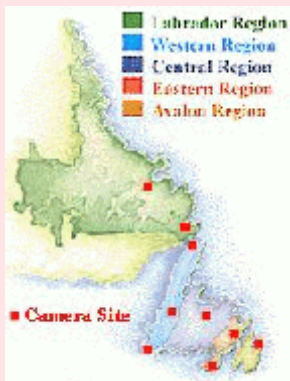 Labrador Region
Western Region
Central Region
Eastern Region
Avalon Region
Camera Site